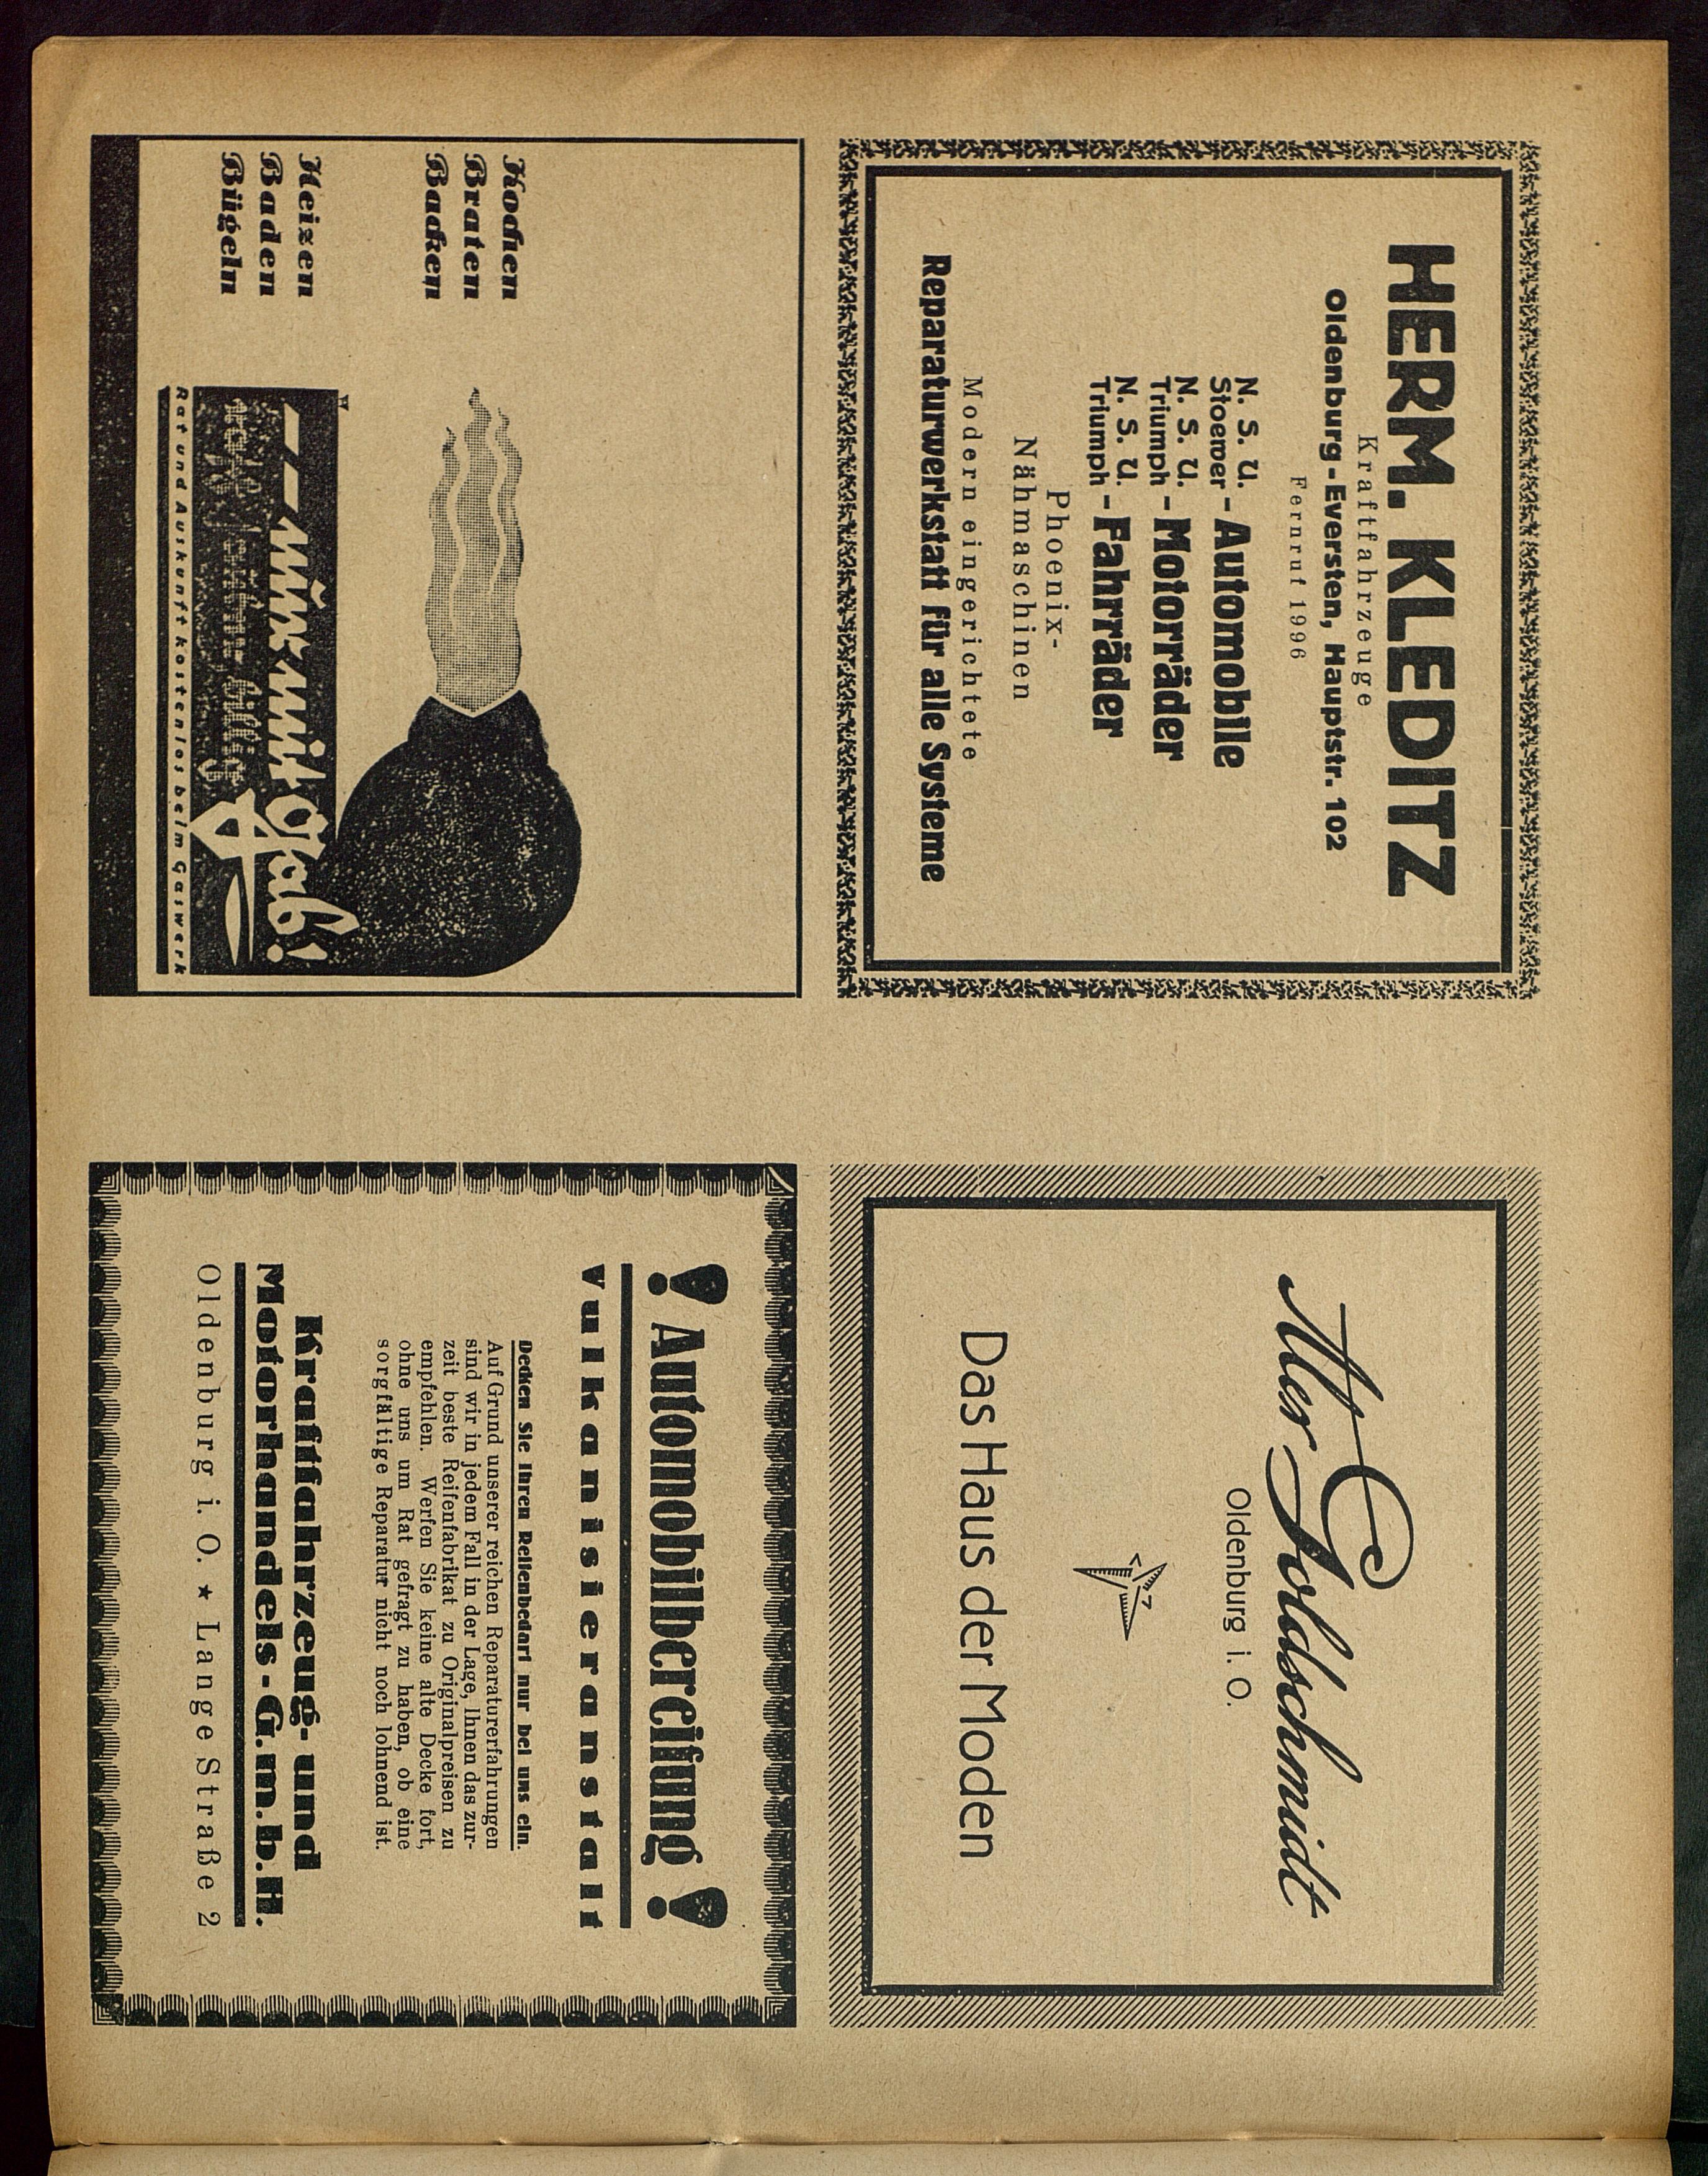 HERM. KLEDITZ
Kraftfahrzeuge
Oldenburg-Eversten, Hauptstr. 102
Fernruf 1996
N. S. U.
Stoewer - Automobile
N. S. U.
Triumph - Motorräder
N. S. U.
Triumph - Fahrräder
Phoenix-
Nähmaschinen
Modern eingerichtete
Reparaturwerkstatt für alle Systeme
Kochen
Braten
Backen
Heizen
Baden
Bügeln
— — nur mit Gas!
Rat und Auskunft kostenlos beim Gaswerk
Alex Goldschmidt
Oldenburg i. O.
Das Haus der Moden
! Automobilbereifung !
Vulkanisieranstalt
Decken Sie Ihren Reifenbedarf nur bei uns ein.
Auf Grund unserer reichen Reparaturerfahrungen
sind wir in jedem Fall in der Lage, Ihnen das zur-
zeit beste Reifenfabrikat zu Originalpreisen zu
empfehlen. Werfen Sie keine alte Decke fort,
ohne uns um Rat gefragt zu haben, ob eine
sorgfältige Reparatur nicht noch lohnend ist.
Kraftfahrzeug- und
Motorhandels-G.m.b.H.
Oldenburg i. O. ★ Lange Straße 2